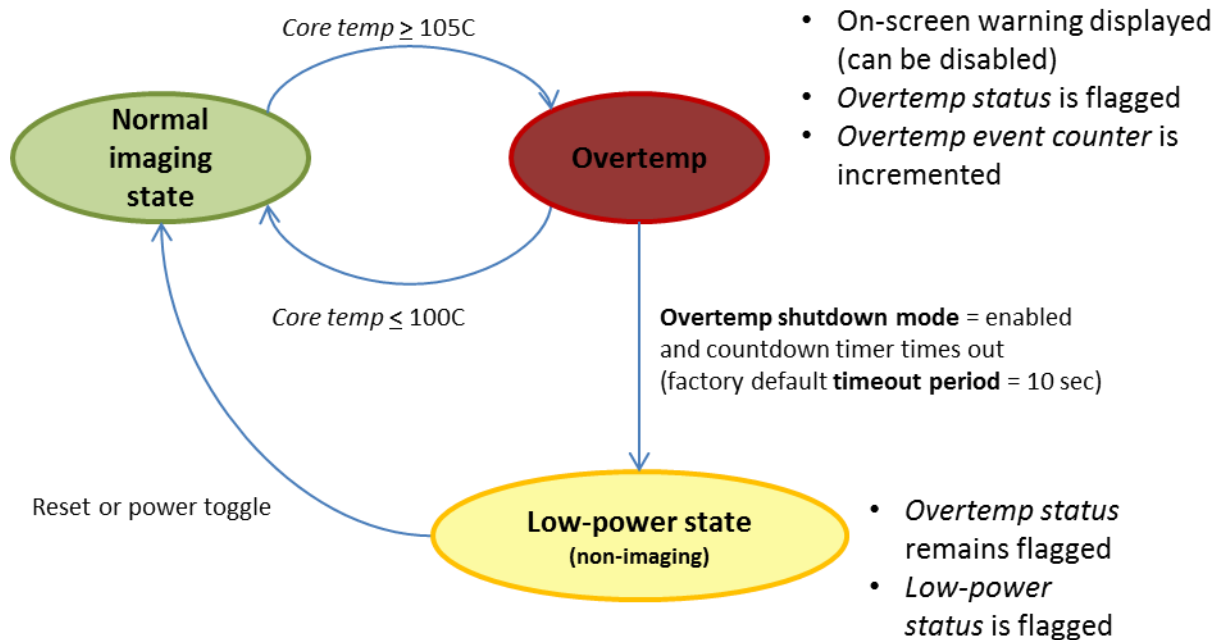 Core temp ≥ 105C
• On-screen warning displayed
(can be disabled)
• Overtemp status is flagged
• Overtemp event counter is
incremented
Normal
imaging
state
Overtemp
Core temp ≤ 100C
Overtemp shutdown mode = enabled
and countdown timer times out
(factory default timeout period = 10 sec)
Reset or power toggle
Low-power state
(non-imaging)
• Overtemp status
remains flagged
• Low-power
status is flagged